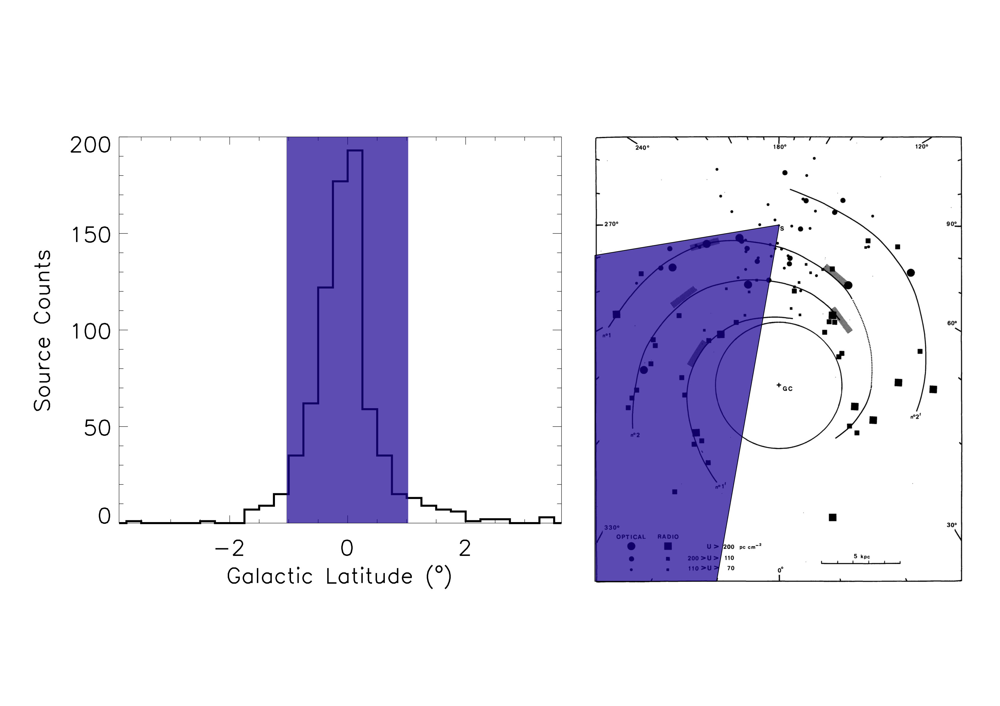 200
150
100
50
0
Source Counts
−2 0 2
Galactic Latitude (°)
240° 180° 120°
270° S 90°
60°
n°1
GC
n°2'
n°2
n°1'
330° 30°
OPTICAL RADIO
U > 200 pc cm⁻²
200 >U> 110
110 >U> 70
5 kpc
0°